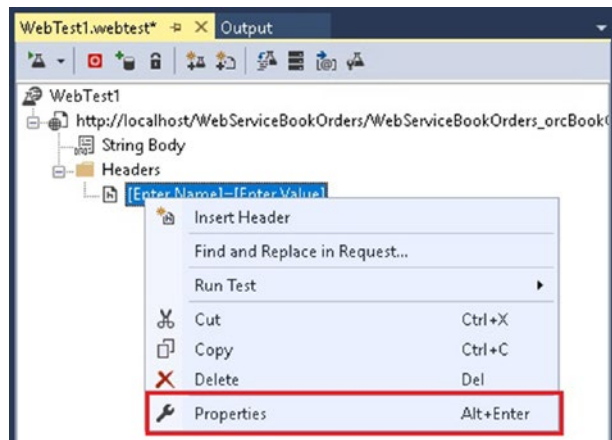 WebTest1.webtest* Output
WebTest1
http://localhost/WebServiceBookOrders/WebServiceBookOrders_orcBook
String Body
Headers
[Enter Name]=[Enter Value]
Insert Header
Find and Replace in Request...
Run Test
Cut Ctrl+X
Copy Ctrl+C
Delete Del
Properties Alt+Enter